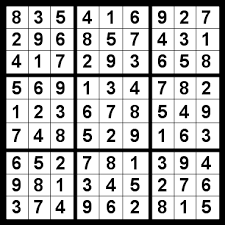 8 3 5 4 1 6 9 2 7
2 9 6 8 5 7 4 3 1
4 1 7 2 9 3 6 5 8
5 6 9 1 3 4 7 8 2
1 2 3 6 7 8 5 4 9
7 4 8 5 2 9 1 6 3
6 5 2 7 8 1 3 9 4
9 8 1 3 4 5 2 7 6
3 7 4 9 6 2 8 1 5